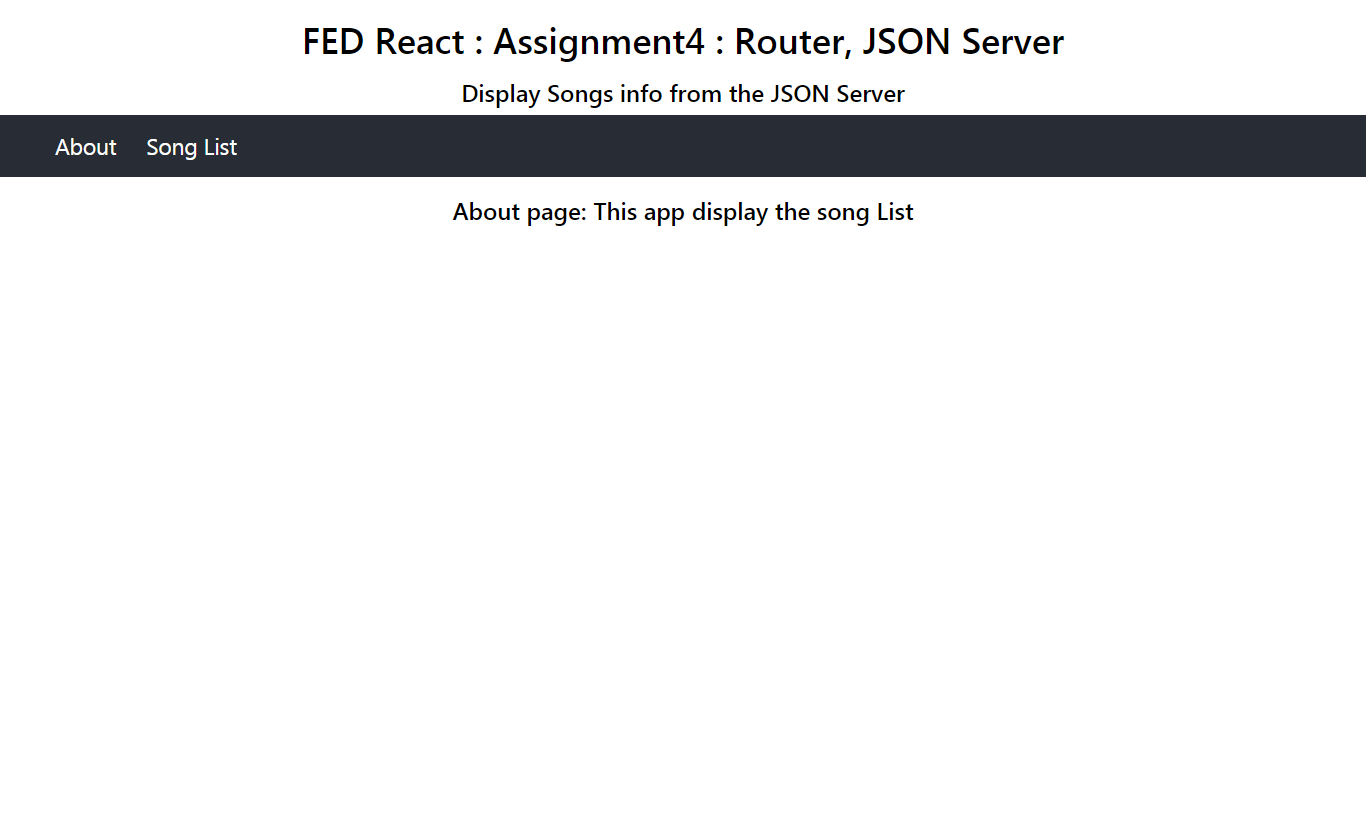 FED React : Assignment4 : Router, JSON Server
Display Songs info from the JSON Server
About Song List
About page: This app display the song List